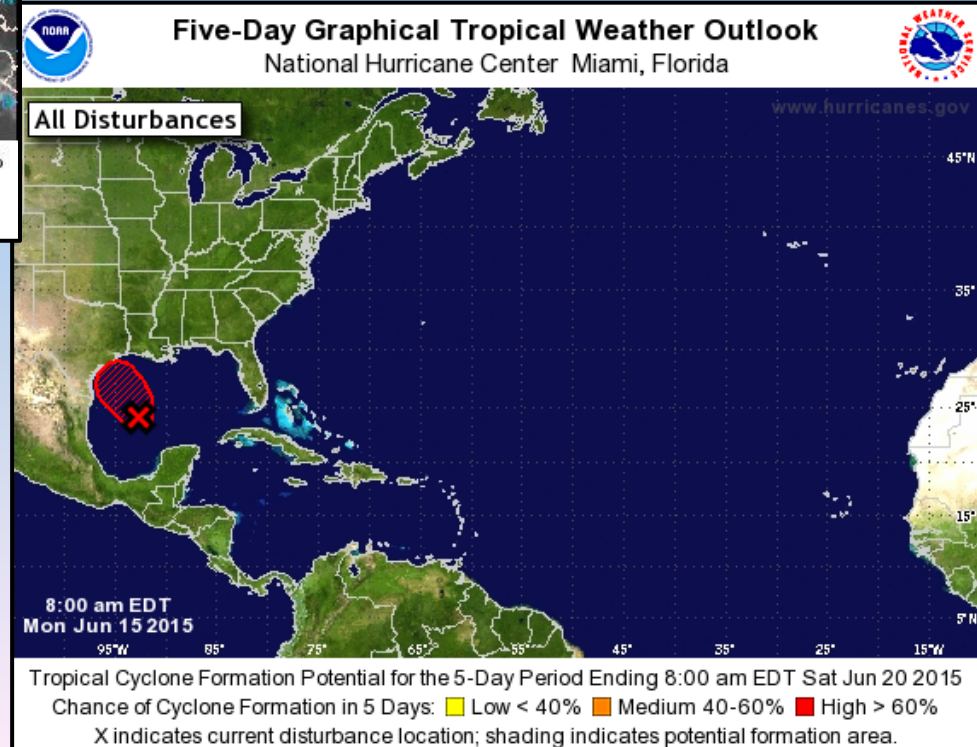 Five-Day Graphical Tropical Weather Outlook
National Hurricane Center Miami, Florida
NOAA
NATIONAL WEATHER SERVICE
All Disturbances
www.hurricanes.gov
45°N
35°
25°
15°
5°N
8:00 am EDT
Mon Jun 15 2015
95°W 85° 75° 65° 55° 45° 35° 25° 15°W
Tropical Cyclone Formation Potential for the 5-Day Period Ending 8:00 am EDT Sat Jun 20 2015
Chance of Cyclone Formation in 5 Days: Low < 40% Medium 40-60% High > 60%
X indicates current disturbance location; shading indicates potential formation area.